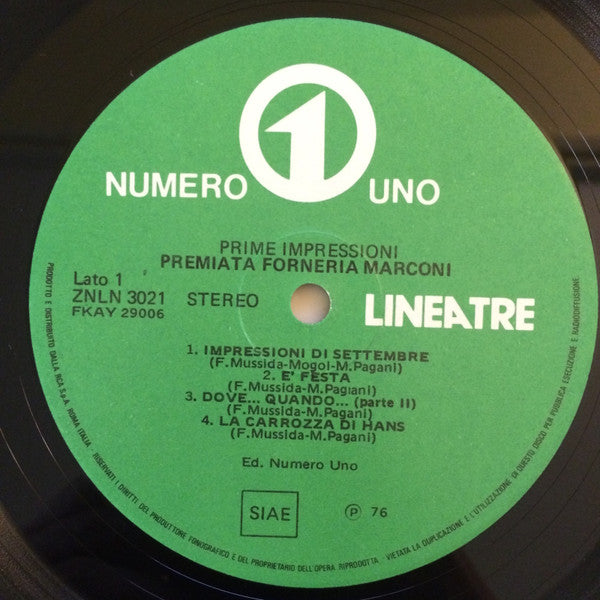 1
NUMERO UNO
PRIME IMPRESSIONI
PREMIATA FORNERIA MARCONI
Lato 1
ZNLN 3021 STEREO
FKAY 29006
LINEATRE
1. IMPRESSIONI DI SETTEMBRE
(F.Mussida-Mogol-M.Pagani)
2. E' FESTA
(F.Mussida-M.Pagiani)
3. DOVE... QUANDO... (parte II)
(F.Mussida-M.Pagani)
4. LA CARROZZA DI HANS
(F.Mussida-M.Pagani)
Ed. Numero Uno
SIAE
P 76
PRODOTTO E DISTRIBUITO DALLA RCA S.p.A. ROMA ITALIA - RISERVATI I DIRITTI DEL PRODUTTORE FONOGRAFICO E DEL PROPRIETARIO DELL'OPERA RIPRODOTTA - VIETATA LA DUPLICAZIONE E L'UTILIZZAZIONE DI QUESTO DISCO PER PUBBLICA ESECUZIONE E RADIODIFFUSIONE